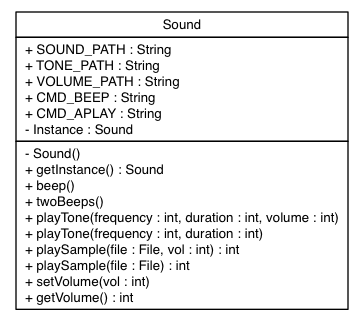 Sound
+ SOUND_PATH : String
+ TONE_PATH : String
+ VOLUME_PATH : String
+ CMD_BEEP : String
+ CMD_APLAY : String
- Instance : Sound
- Sound()
+ getInstance() : Sound
+ beep()
+ twoBeeps()
+ playTone(frequency : int, duration : int, volume : int)
+ playTone(frequency : int, duration : int)
+ playSample(file : File, vol : int) : int
+ playSample(file : File) : int
+ setVolume(vol : int)
+ getVolume() : int